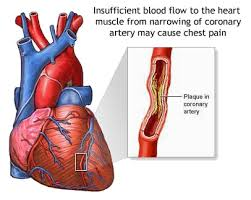 Insufficient blood flow to the heart
muscle from narrowing of coronary
artery may cause chest pain
Plaque in
coronary
artery